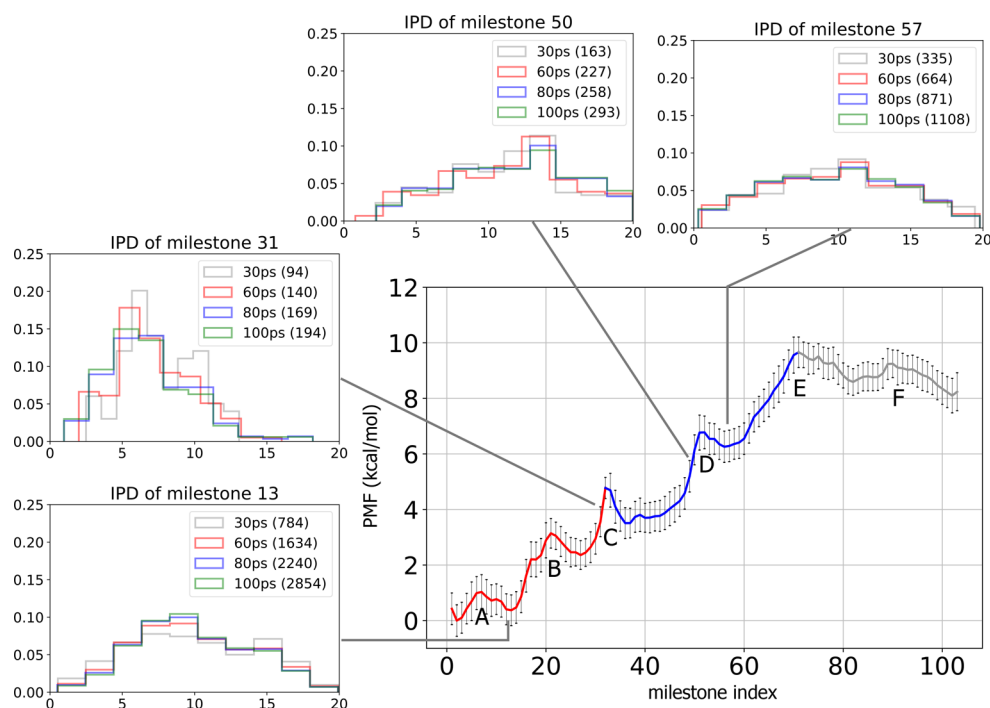 IPD of milestone 50
30ps (163)
60ps (227)
80ps (258)
100ps (293)
0.25
0.20
0.15
0.10
0.05
0.00
0 5 10 15 20
IPD of milestone 57
30ps (335)
60ps (664)
80ps (871)
100ps (1108)
0.25
0.20
0.15
0.10
0.05
0.00
0 5 10 15 20
IPD of milestone 31
30ps (94)
60ps (140)
80ps (169)
100ps (194)
0.25
0.20
0.15
0.10
0.05
0.00
0 5 10 15 20
IPD of milestone 13
30ps (784)
60ps (1634)
80ps (2240)
100ps (2854)
0.25
0.20
0.15
0.10
0.05
0.00
0 5 10 15 20
PMF (kcal/mol)
12
10
8
6
4
2
0
A
B
C
D
E
F
0 20 40 60 80 100
milestone index